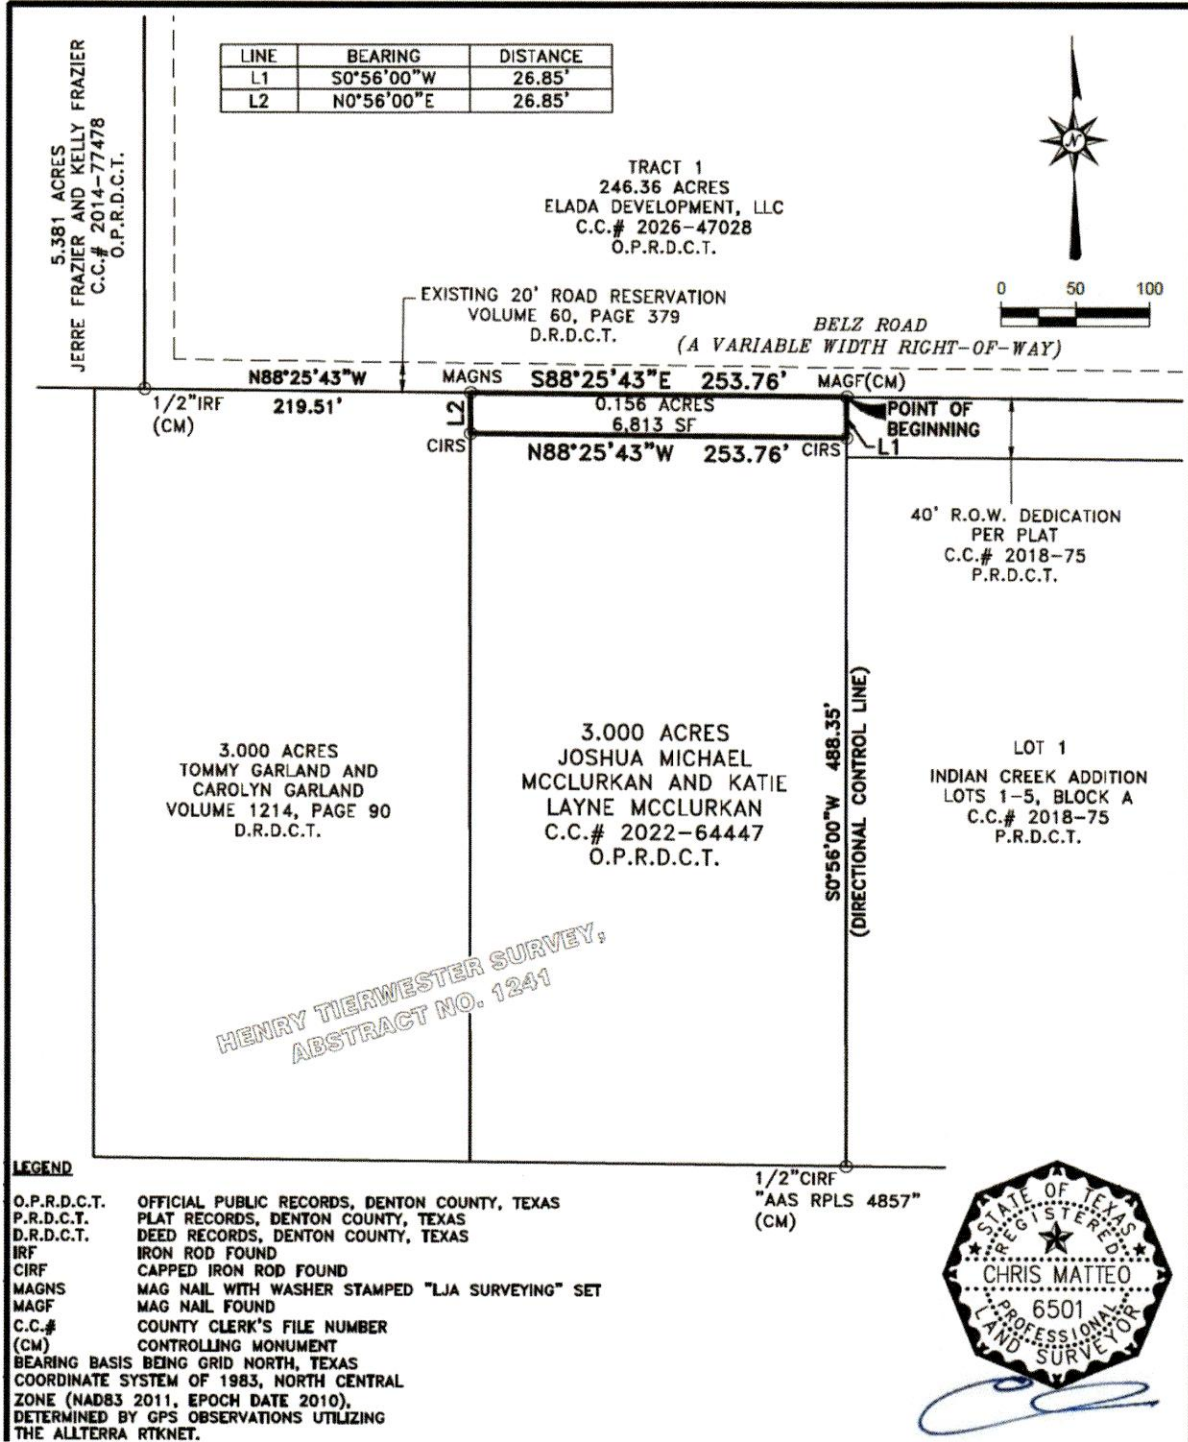 LINE BEARING DISTANCE
L1 S0°56'00"W 26.85'
L2 N0°56'00"E 26.85'
5.381 ACRES
JERRE FRAZIER AND KELLY FRAZIER
C.C.# 2014-77478
O.P.R.D.C.T.
TRACT 1
246.36 ACRES
ELADA DEVELOPMENT, LLC
C.C.# 2026-47028
O.P.R.D.C.T.
N
0 50 100
EXISTING 20' ROAD RESERVATION
VOLUME 60, PAGE 379
D.R.D.C.T.
BELZ ROAD
(A VARIABLE WIDTH RIGHT-OF-WAY)
N88°25'43"W
219.51'
1/2"IRF
(CM)
MAGNS
S88°25'43"E 253.76'
MAGF(CM)
L2
0.156 ACRES
6,813 SF
POINT OF
BEGINNING
CIRS
N88°25'43"W 253.76'
CIRS
L1
40' R.O.W. DEDICATION
PER PLAT
C.C.# 2018-75
P.R.D.C.T.
3.000 ACRES
TOMMY GARLAND AND
CAROLYN GARLAND
VOLUME 1214, PAGE 90
D.R.D.C.T.
3.000 ACRES
JOSHUA MICHAEL
MCCLURKAN AND KATIE
LAYNE MCCLURKAN
C.C.# 2022-64447
O.P.R.D.C.T.
S0°56'00"W 488.35'
(DIRECTIONAL CONTROL LINE)
LOT 1
INDIAN CREEK ADDITION
LOTS 1-5, BLOCK A
C.C.# 2018-75
P.R.D.C.T.
HENRY TIERWESTER SURVEY,
ABSTRACT NO. 1241
1/2"CIRF
"AAS RPLS 4857"
(CM)
LEGEND
O.P.R.D.C.T. OFFICIAL PUBLIC RECORDS, DENTON COUNTY, TEXAS
P.R.D.C.T. PLAT RECORDS, DENTON COUNTY, TEXAS
D.R.D.C.T. DEED RECORDS, DENTON COUNTY, TEXAS
IRF IRON ROD FOUND
CIRF CAPPED IRON ROD FOUND
MAGNS MAG NAIL WITH WASHER STAMPED "LJA SURVEYING" SET
MAGF MAG NAIL FOUND
C.C.# COUNTY CLERK'S FILE NUMBER
(CM) CONTROLLING MONUMENT
BEARING BASIS BEING GRID NORTH, TEXAS
COORDINATE SYSTEM OF 1983, NORTH CENTRAL
ZONE (NAD83 2011, EPOCH DATE 2010),
DETERMINED BY GPS OBSERVATIONS UTILIZING
THE ALLTERRA RTKNET.
STATE OF TEXAS
REGISTERED
CHRIS MATTEO
6501
PROFESSIONAL
LAND SURVEYOR